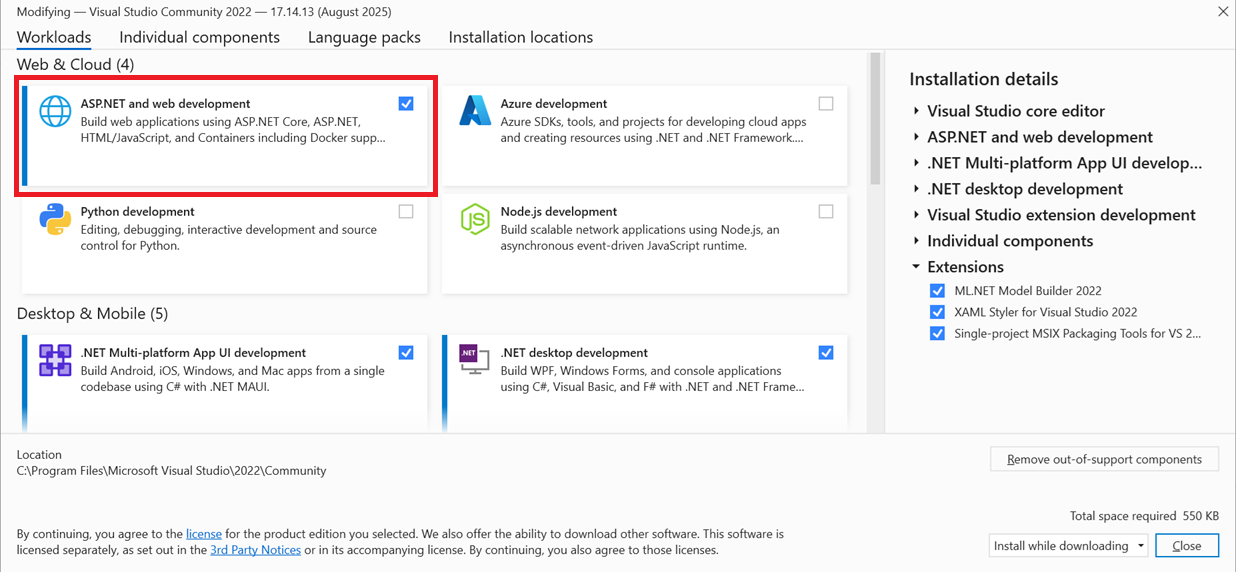 Modifying — Visual Studio Community 2022 — 17.14.13 (August 2025)
Workloads
Individual components
Language packs
Installation locations
Web & Cloud (4)
ASP.NET and web development
Build web applications using ASP.NET Core, ASP.NET,
HTML/JavaScript, and Containers including Docker supp...
Azure development
Azure SDKs, tools, and projects for developing cloud apps
and creating resources using .NET and .NET Framework....
Python development
Editing, debugging, interactive development and source
control for Python.
JS
Node.js development
Build scalable network applications using Node.js, an
asynchronous event-driven JavaScript runtime.
Desktop & Mobile (5)
.NET Multi-platform App UI development
Build Android, iOS, Windows, and Mac apps from a single
codebase using C# with .NET MAUI.
.NET
.NET desktop development
Build WPF, Windows Forms, and console applications
using C#, Visual Basic, and F# with .NET and .NET Frame...
Installation details
Visual Studio core editor
ASP.NET and web development
.NET Multi-platform App UI develop...
.NET desktop development
Visual Studio extension development
Individual components
Extensions
ML.NET Model Builder 2022
XAML Styler for Visual Studio 2022
Single-project MSIX Packaging Tools for VS 2...
Location
C:\Program Files\Microsoft Visual Studio\2022\Community
Remove out-of-support components
Total space required 550 KB
By continuing, you agree to the license for the product edition you selected. We also offer the ability to download other software. This software is
licensed separately, as set out in the 3rd Party Notices or in its accompanying license. By continuing, you also agree to those licenses.
Install while downloading
Close